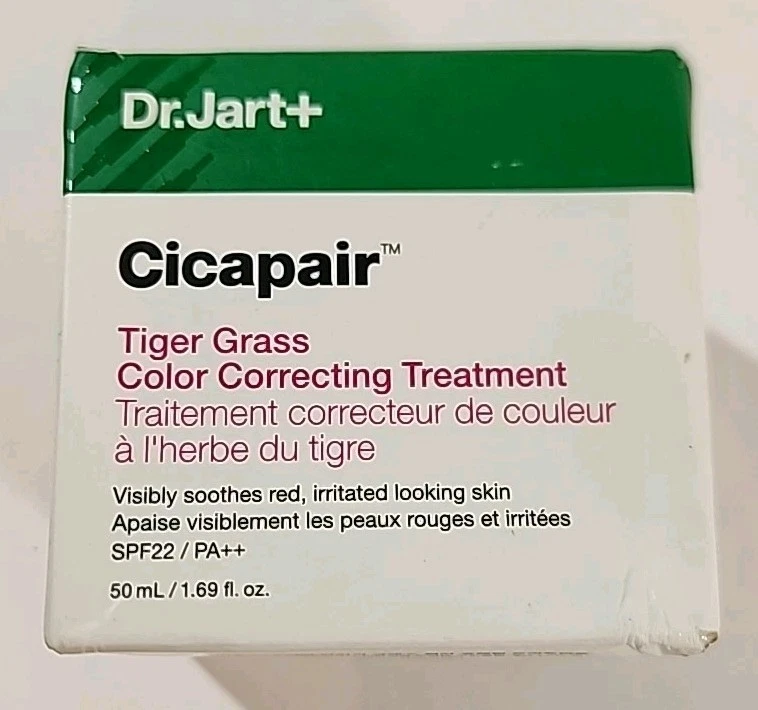 Dr.Jart+
Cicapair™
Tiger Grass
Color Correcting Treatment
Traitement correcteur de couleur
à l'herbe du tigre
Visibly soothes red, irritated looking skin
Apaise visiblement les peaux rouges et irritées
SPF22 / PA++
50 mL / 1.69 fl. oz.